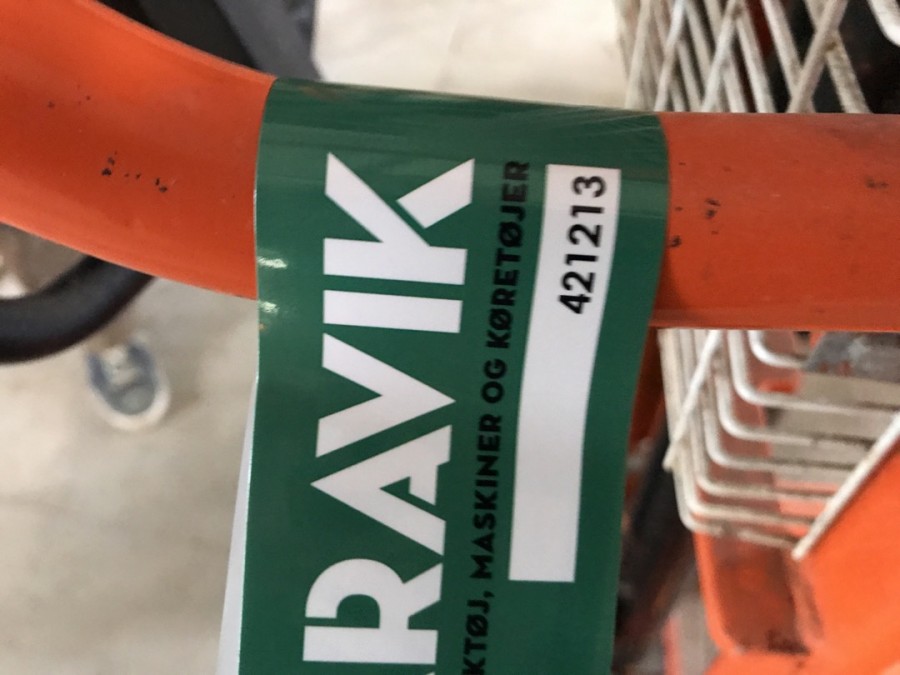 RAVIK
KTØJ, MASKINER OG KØRETØJER
421213